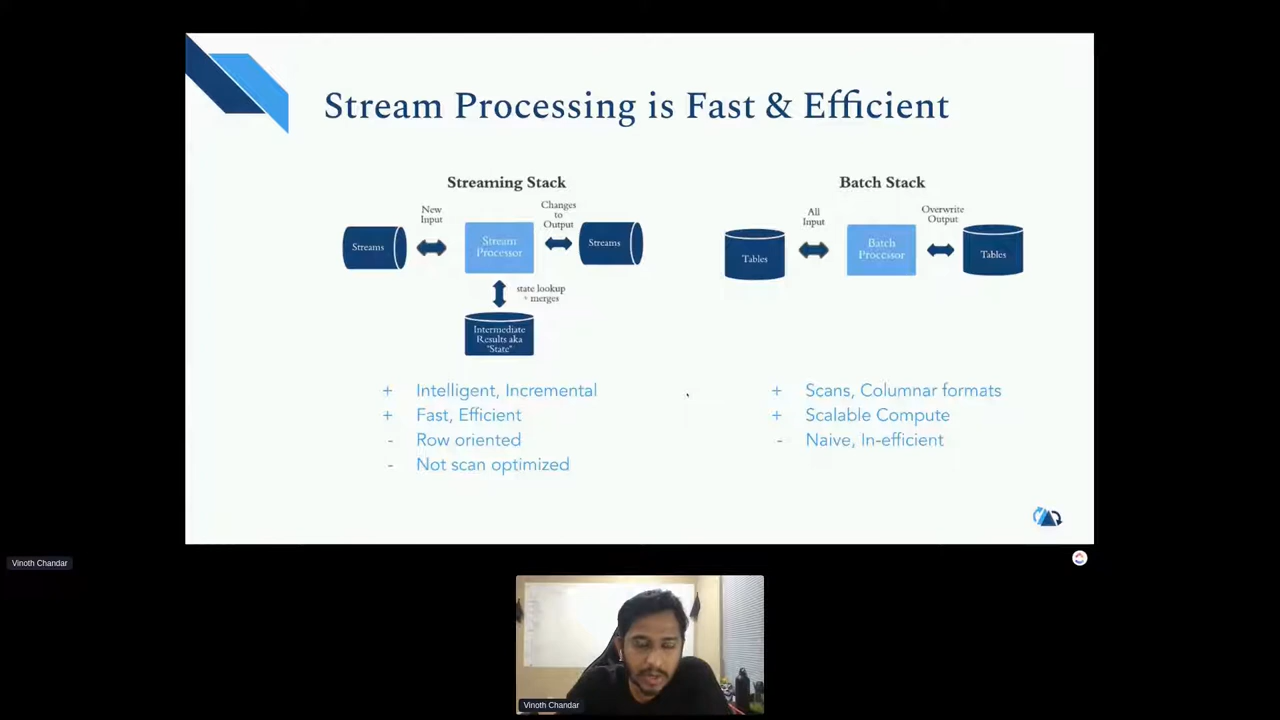 Stream Processing is Fast & Efficient
Streaming Stack
New
Input
Changes
to
Output
Streams
Stream
Processor
Streams
state lookup
+ merges
Intermediate
Results aka
"State"
+ Intelligent, Incremental
+ Fast, Efficient
- Row oriented
- Not scan optimized
Batch Stack
All
Input
Overwrite
Output
Tables
Batch
Processor
Tables
+ Scans, Columnar formats
+ Scalable Compute
- Naive, In-efficient
Vinoth Chandar
Vinoth Chandar